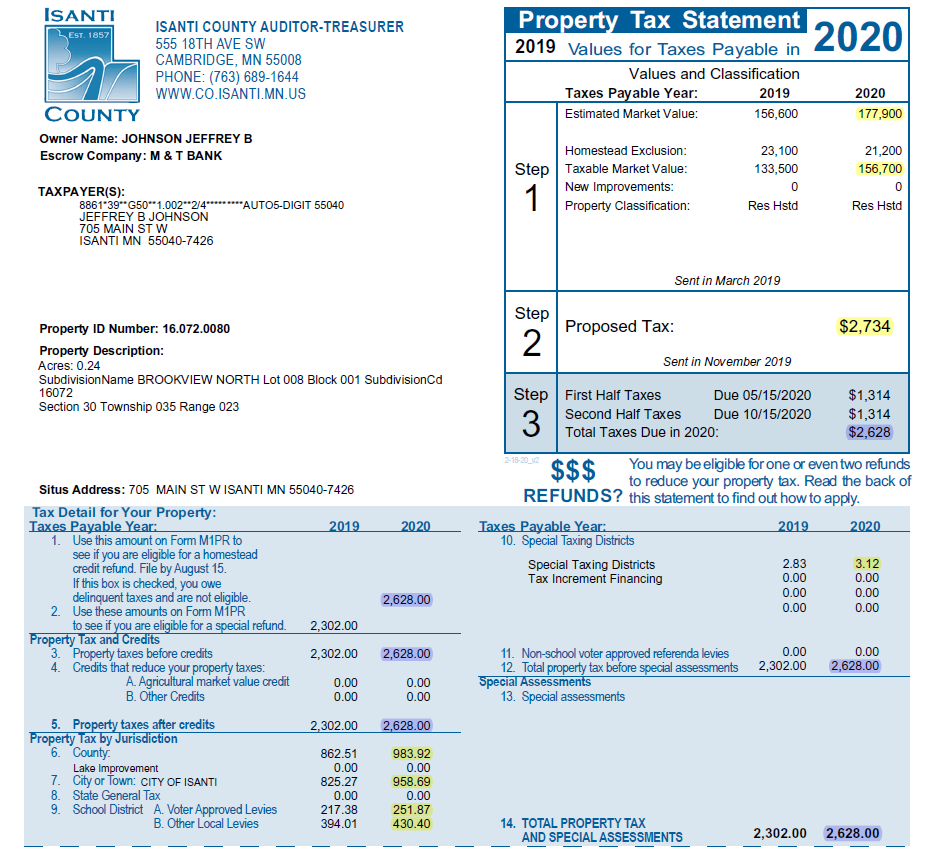 ISANTI
EST. 1857
COUNTY
ISANTI COUNTY AUDITOR-TREASURER
555 18TH AVE SW
CAMBRIDGE, MN 55008
PHONE: (763) 689-1644
WWW.CO.ISANTI.MN.US
Owner Name: JOHNSON JEFFREY B
Escrow Company: M & T BANK
TAXPAYER(S):
8861*39**G50**1.002**2/4*********AUTO5-DIGIT 55040
JEFFREY B JOHNSON
705 MAIN ST W
ISANTI MN 55040-7426
Property ID Number: 16.072.0080
Property Description:
Acres: 0.24
SubdivisionName BROOKVIEW NORTH Lot 008 Block 001 SubdivisionCd
16072
Section 30 Township 035 Range 023
Situs Address: 705 MAIN ST W ISANTI MN 55040-7426
Property Tax Statement 2020
2019 Values for Taxes Payable in
Values and Classification
Taxes Payable Year: 2019 2020
Step 1
Estimated Market Value: 156,600 177,900
Homestead Exclusion: 23,100 21,200
Taxable Market Value: 133,500 156,700
New Improvements: 0 0
Property Classification: Res Hstd Res Hstd
Sent in March 2019
Step 2
Proposed Tax: $2,734
Sent in November 2019
Step 3
First Half Taxes Due 05/15/2020 $1,314
Second Half Taxes Due 10/15/2020 $1,314
Total Taxes Due in 2020: $2,628
2-15-20_v2
$$$
REFUNDS?
You may be eligible for one or even two refunds
to reduce your property tax. Read the back of
this statement to find out how to apply.
Tax Detail for Your Property:
Taxes Payable Year: 2019 2020
1. Use this amount on Form M1PR to
see if you are eligible for a homestead
credit refund. File by August 15.
If this box is checked, you owe
delinquent taxes and are not eligible. 2,628.00
2. Use these amounts on Form M1PR
to see if you are eligible for a special refund. 2,302.00
Property Tax and Credits
3. Property taxes before credits 2,302.00 2,628.00
4. Credits that reduce your property taxes:
A. Agricultural market value credit 0.00 0.00
B. Other Credits 0.00 0.00
5. Property taxes after credits 2,302.00 2,628.00
Property Tax by Jurisdiction
6. County: 862.51 983.92
Lake Improvement 0.00 0.00
7. City or Town: CITY OF ISANTI 825.27 958.69
8. State General Tax 0.00 0.00
9. School District A. Voter Approved Levies 217.38 251.87
B. Other Local Levies 394.01 430.40
Taxes Payable Year: 2019 2020
10. Special Taxing Districts
Special Taxing Districts 2.83 3.12
Tax Increment Financing 0.00 0.00
0.00 0.00
0.00 0.00
11. Non-school voter approved referenda levies 0.00 0.00
12. Total property tax before special assessments 2,302.00 2,628.00
Special Assessments
13. Special assessments
14. TOTAL PROPERTY TAX
AND SPECIAL ASSESSMENTS 2,302.00 2,628.00